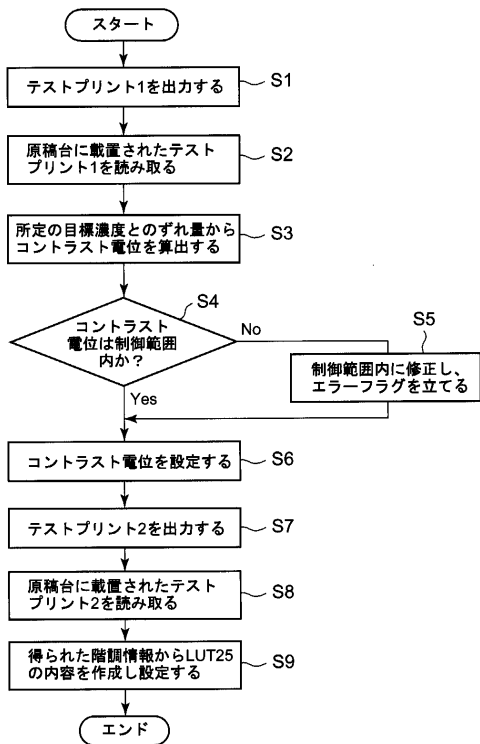 スタート
テストプリント1を出力する
S1
原稿台に載置されたテスト
プリント1を読み取る
S2
所定の目標濃度とのずれ量から
コントラスト電位を算出する
S3
S4
コントラスト
電位は制御範囲
内か？
No
S5
制御範囲内に修正し、
エラーフラグを立てる
Yes
コントラスト電位を設定する
S6
テストプリント2を出力する
S7
原稿台に載置されたテスト
プリント2を読み取る
S8
得られた階調情報からLUT25
の内容を作成し設定する
S9
エンド